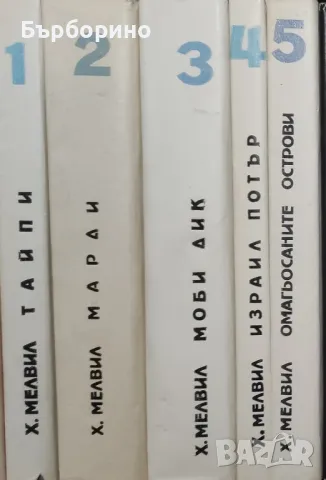 Бърборино
1
Х. МЕЛВИЛ ТАЙПИ
2
Х. МЕЛВИЛ МАРДИ
3
Х. МЕЛВИЛ МОБИ ДИК
4
Х. МЕЛВИЛ ИЗРАИЛ ПОТЪР
5
Х. МЕЛВИЛ ОМАГЬОСАНИТЕ ОСТРОВИ
bazar